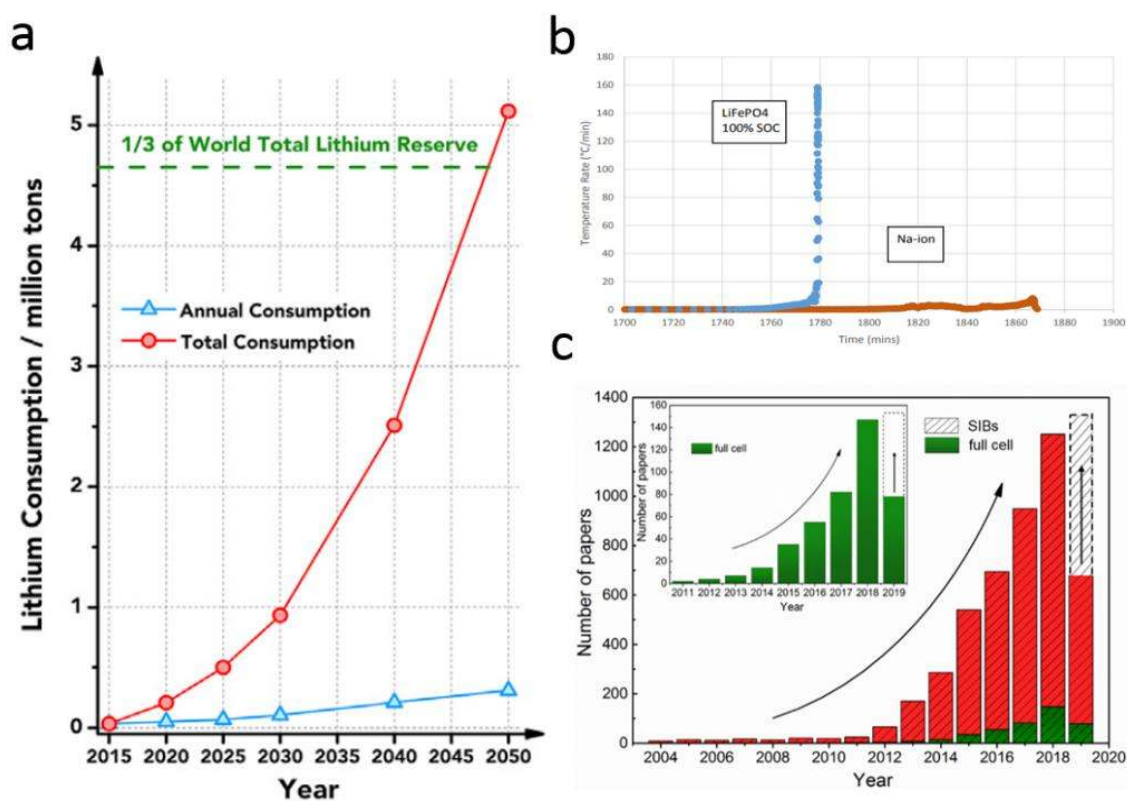 a
Lithium Consumption / million tons
5
4
3
2
1
0
1/3 of World Total Lithium Reserve
Annual Consumption
Total Consumption
2015 2020 2025 2030 2035 2040 2045 2050
Year
b
Temperature Rate (°C/min)
180
160
140
120
100
80
60
40
20
0
LiFePO4
100% SOC
Na-ion
1700 1720 1740 1760 1780 1800 1820 1840 1860 1880 1900
Time (mins)
c
Number of papers
1400
1200
1000
800
600
400
200
0
SIBs
full cell
Number of papers
160
140
120
100
80
60
40
20
0
full cell
2011 2012 2013 2014 2015 2016 2017 2018 2019
Year
2004 2006 2008 2010 2012 2014 2016 2018 2020
Year